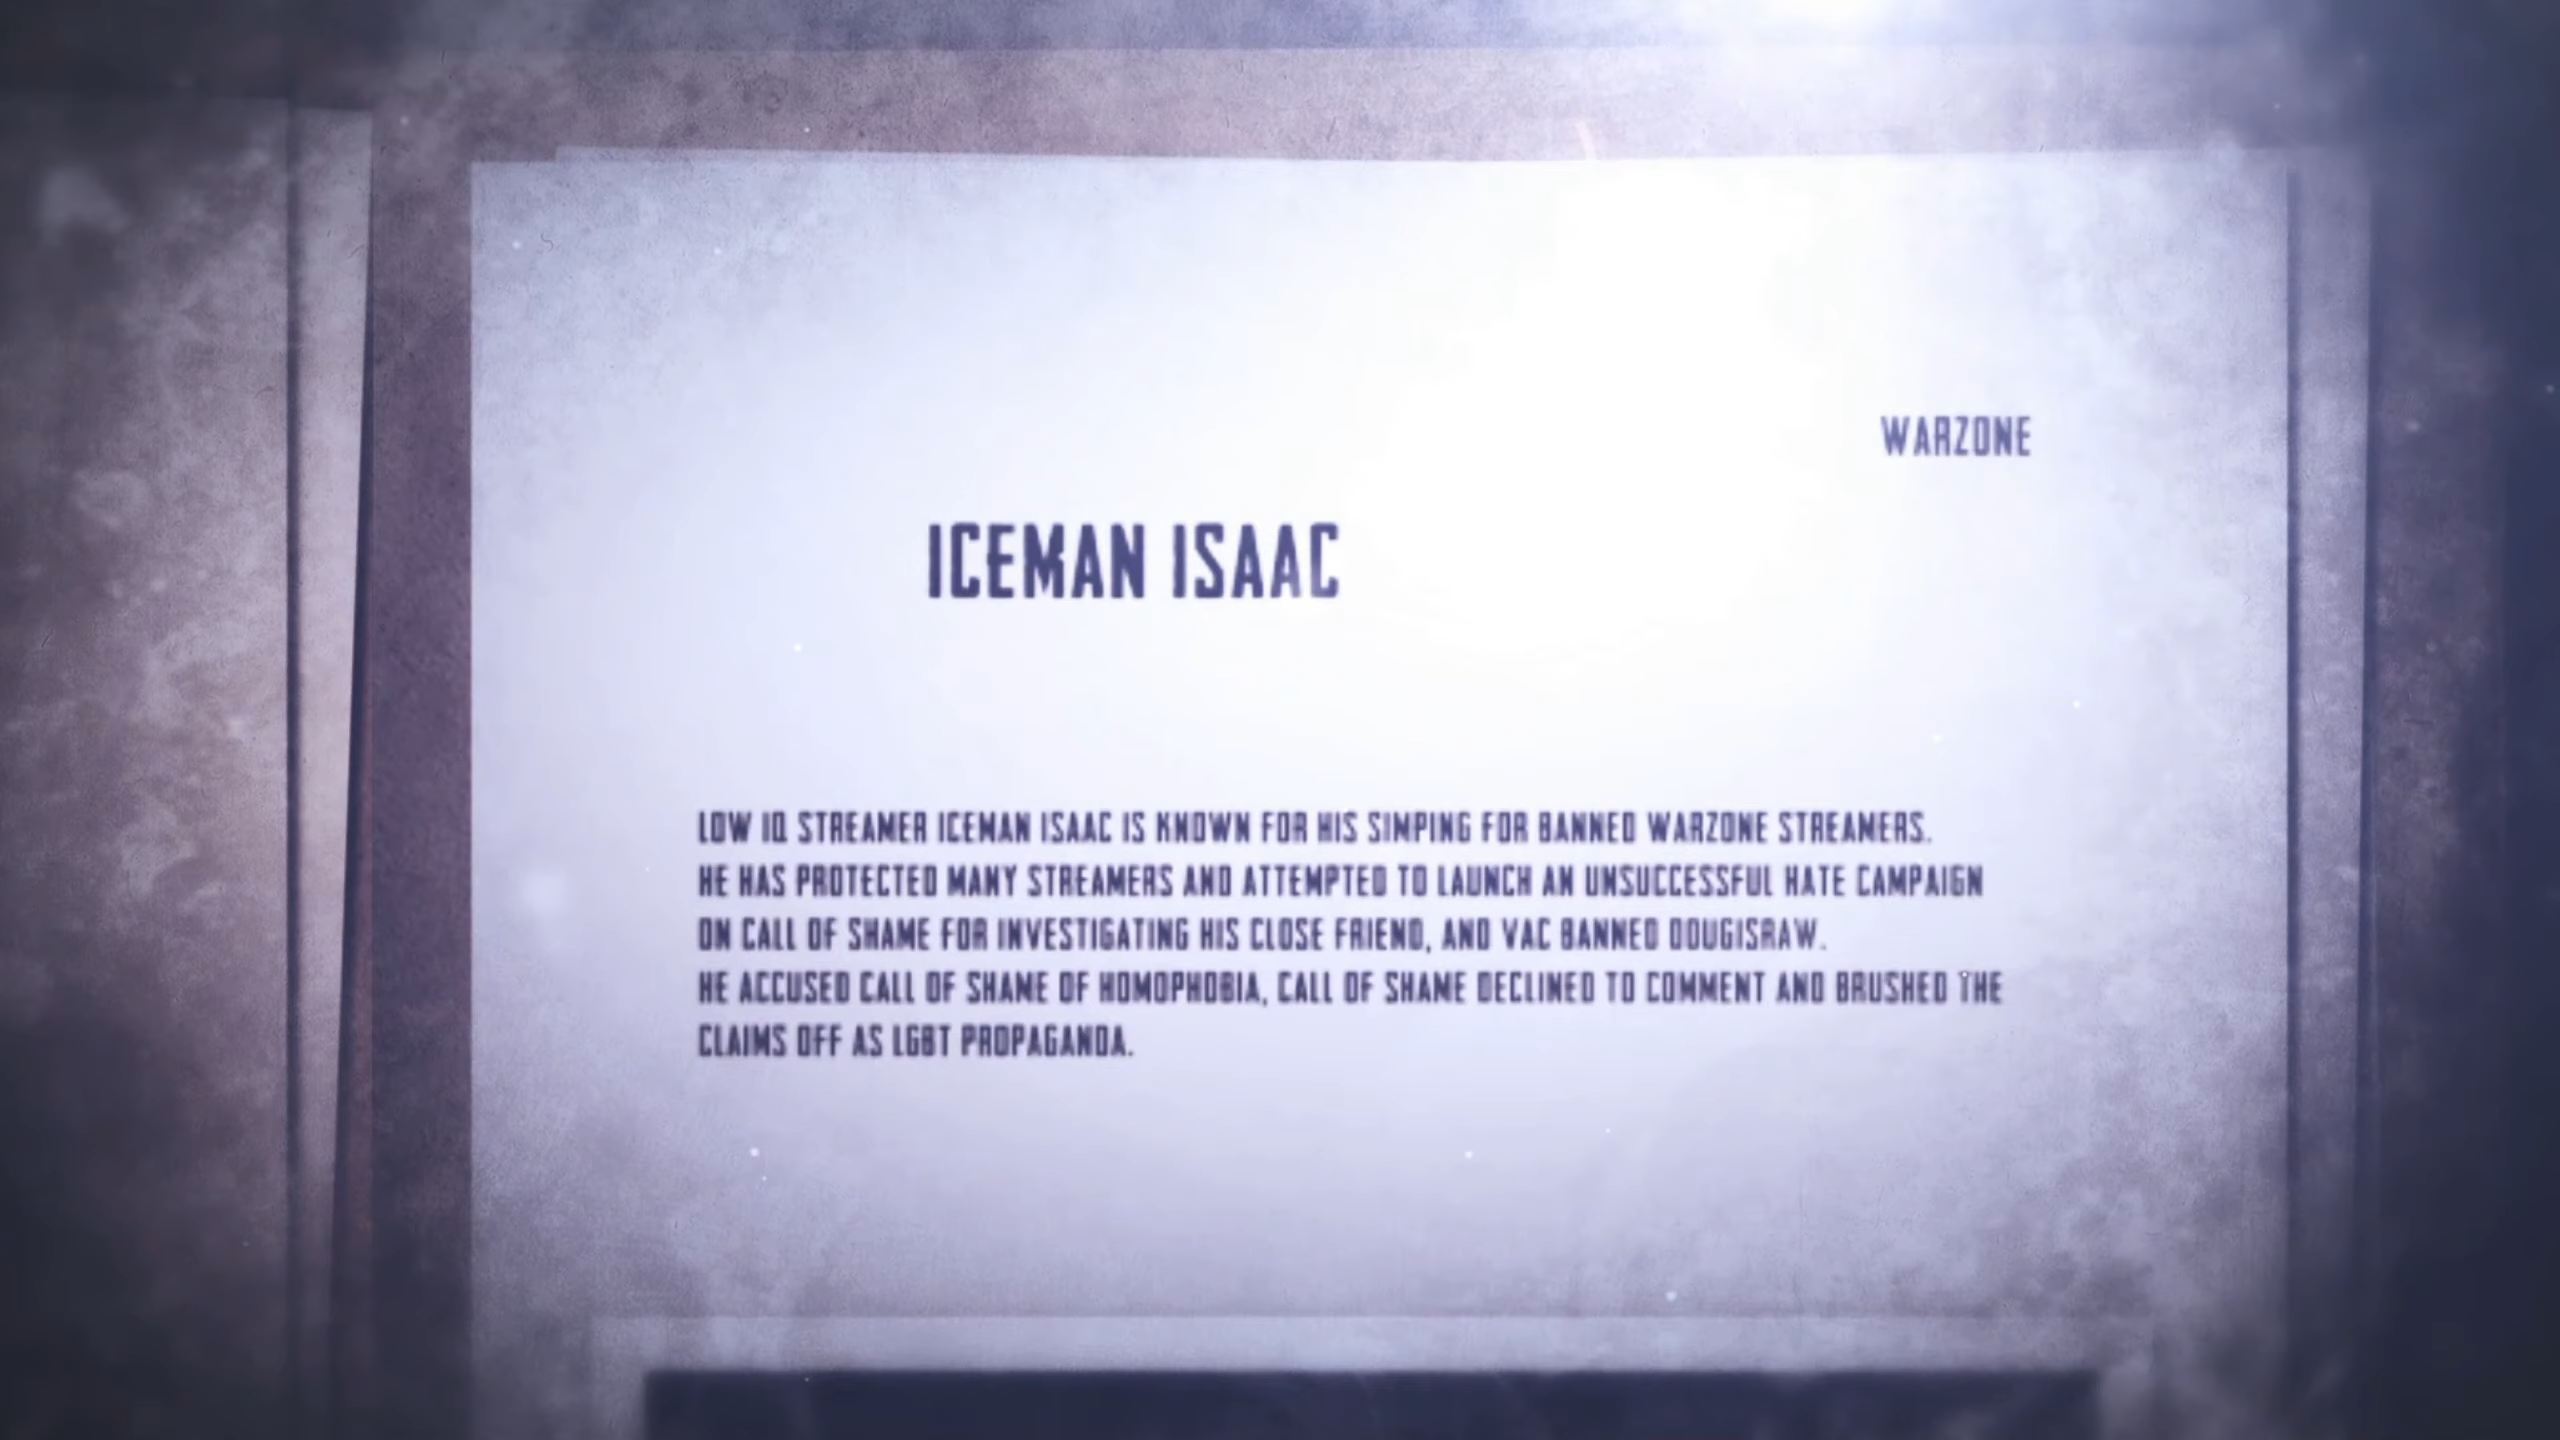 WARZONE
ICEMAN ISAAC
LOW IQ STREAMER ICEMAN ISAAC IS KNOWN FOR HIS SIMPING FOR BANNED WARZONE STREAMERS.
HE HAS PROTECTED MANY STREAMERS AND ATTEMPTED TO LAUNCH AN UNSUCCESSFUL HATE CAMPAIGN
ON CALL OF SHAME FOR INVESTIGATING HIS CLOSE FRIEND, AND VAC BANNED DOUGISRAW.
HE ACCUSED CALL OF SHAME OF HOMOPHOBIA, CALL OF SHAME DECLINED TO COMMENT AND BRUSHED THE
CLAIMS OFF AS LGBT PROPAGANDA.